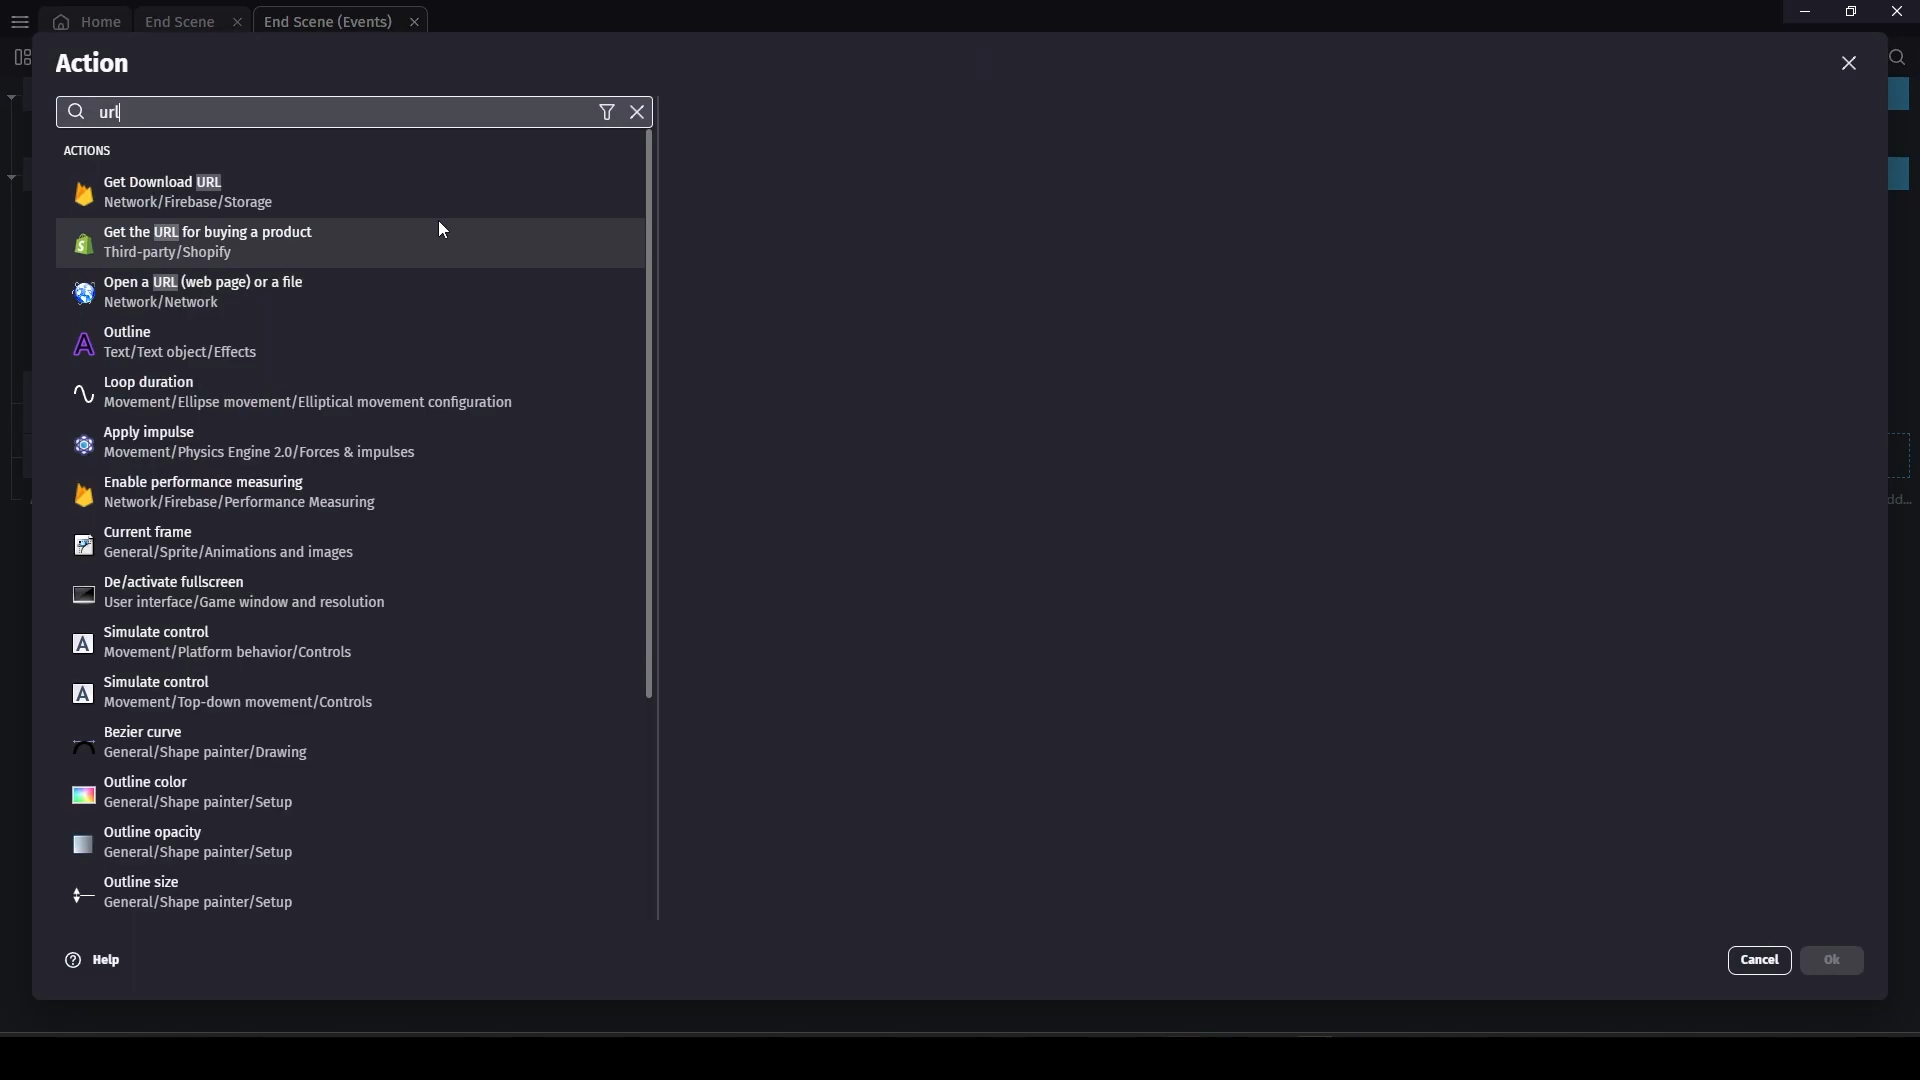 Home
End Scene
End Scene (Events)
Action
url
ACTIONS
Get Download URL
Network/Firebase/Storage
Get the URL for buying a product
Third-party/Shopify
Open a URL (web page) or a file
Network/Network
Outline
Text/Text object/Effects
Loop duration
Movement/Ellipse movement/Elliptical movement configuration
Apply impulse
Movement/Physics Engine 2.0/Forces & impulses
Enable performance measuring
Network/Firebase/Performance Measuring
Current frame
General/Sprite/Animations and images
De/activate fullscreen
User interface/Game window and resolution
Simulate control
Movement/Platform behavior/Controls
Simulate control
Movement/Top-down movement/Controls
Bezier curve
General/Shape painter/Drawing
Outline color
General/Shape painter/Setup
Outline opacity
General/Shape painter/Setup
Outline size
General/Shape painter/Setup
dd...
Help
Cancel
Ok